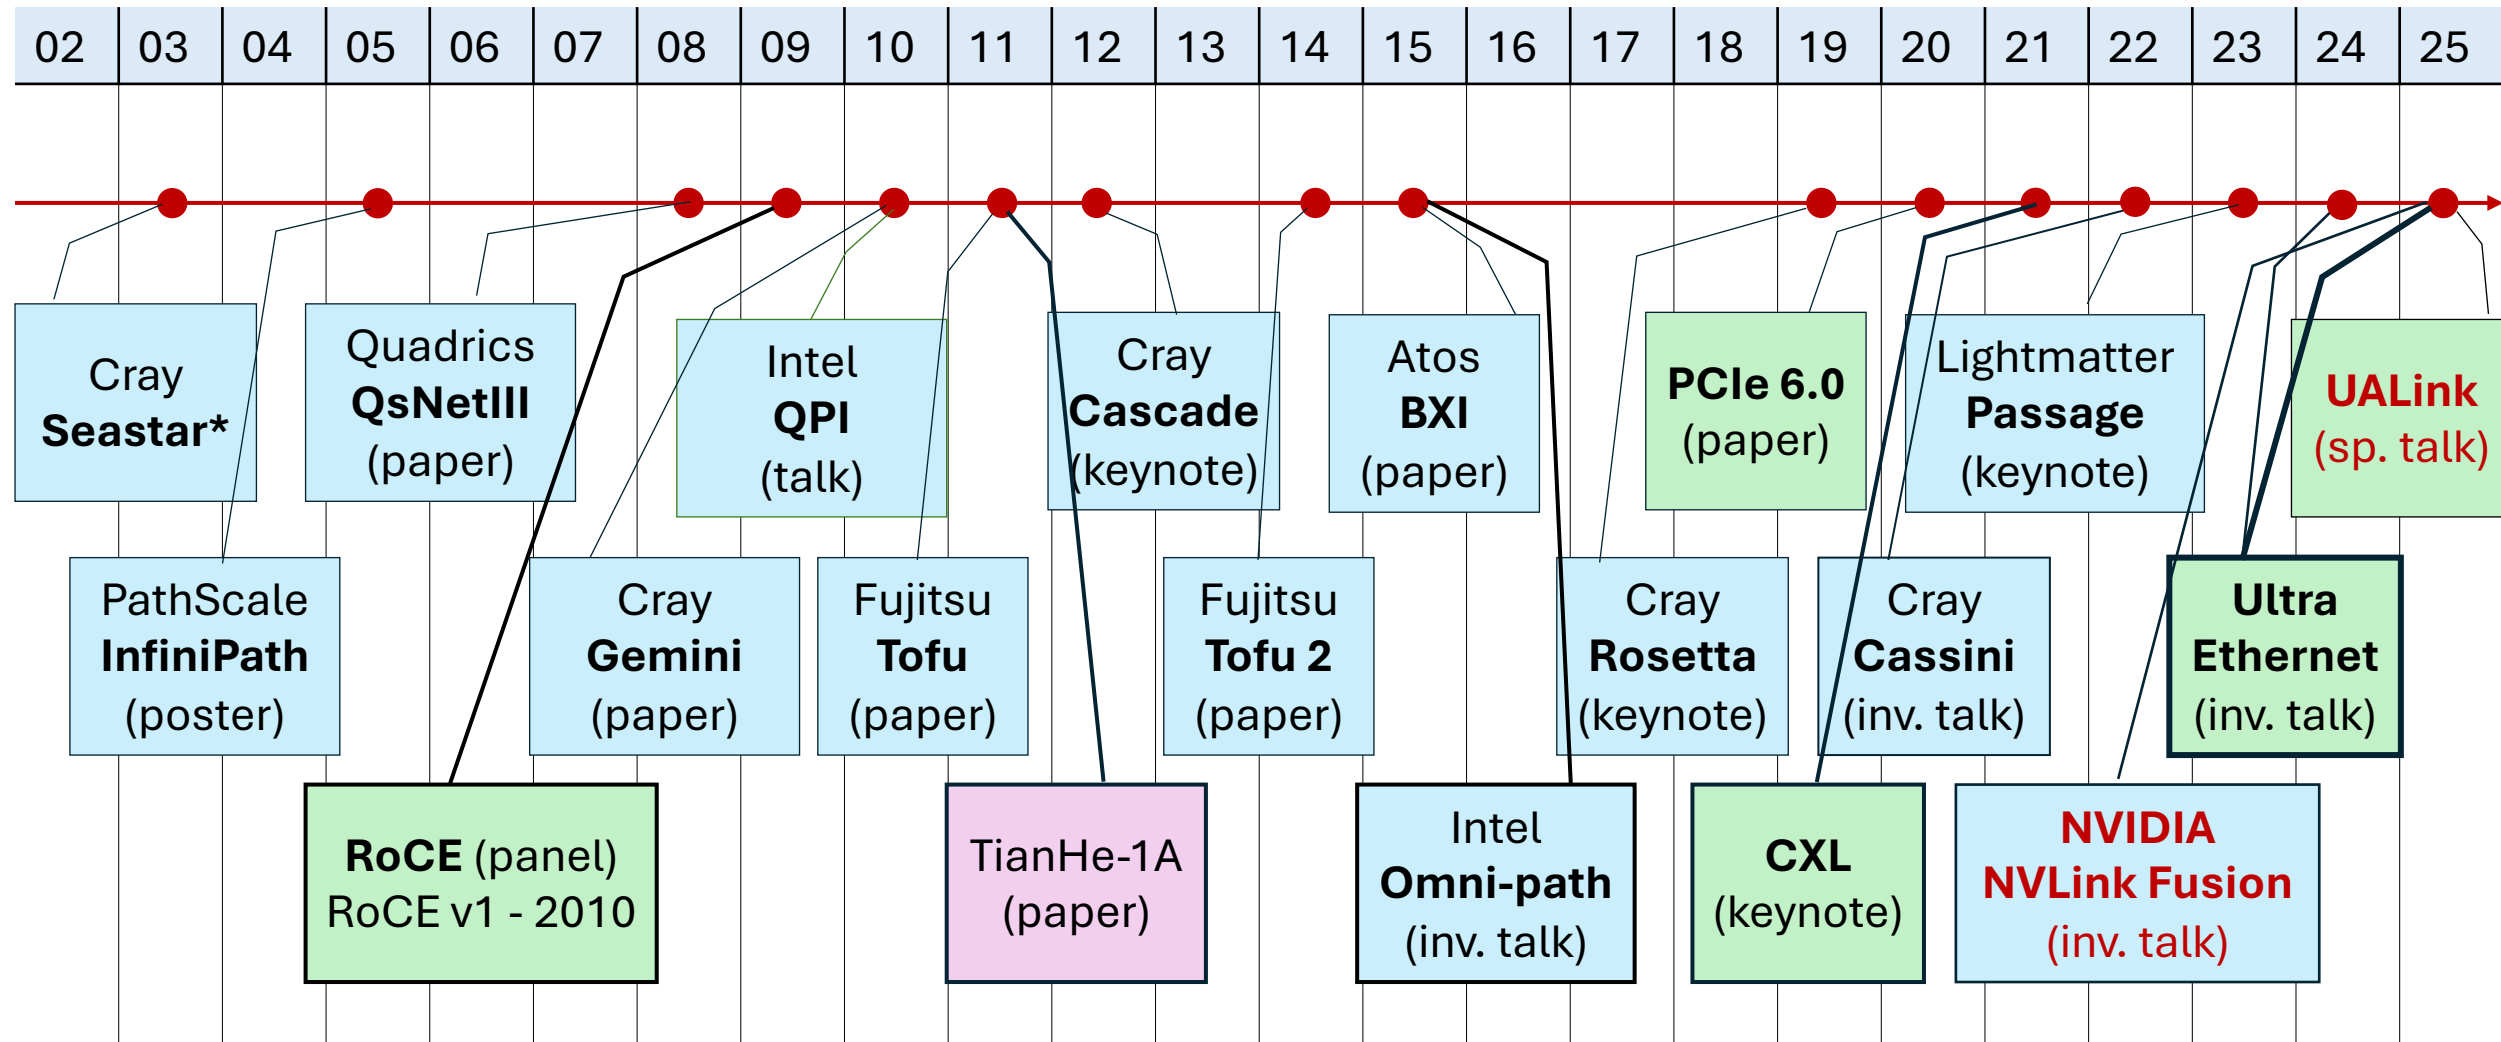 02 03 04 05 06 07 08 09 10 11 12 13 14 15 16 17 18 19 20 21 22 23 24 25
Cray
Seastar*
Quadrics
QsNetIII
(paper)
Intel
QPI
(talk)
Cray
Cascade
(keynote)
Atos
BXI
(paper)
PCIe 6.0
(paper)
Lightmatter
Passage
(keynote)
UALink
(sp. talk)
PathScale
InfiniPath
(poster)
Cray
Gemini
(paper)
Fujitsu
Tofu
(paper)
Fujitsu
Tofu 2
(paper)
Cray
Rosetta
(keynote)
Cray
Cassini
(inv. talk)
Ultra
Ethernet
(inv. talk)
RoCE (panel)
RoCE v1 - 2010
TianHe-1A
(paper)
Intel
Omni-path
(inv. talk)
CXL
(keynote)
NVIDIA
NVLink Fusion
(inv. talk)